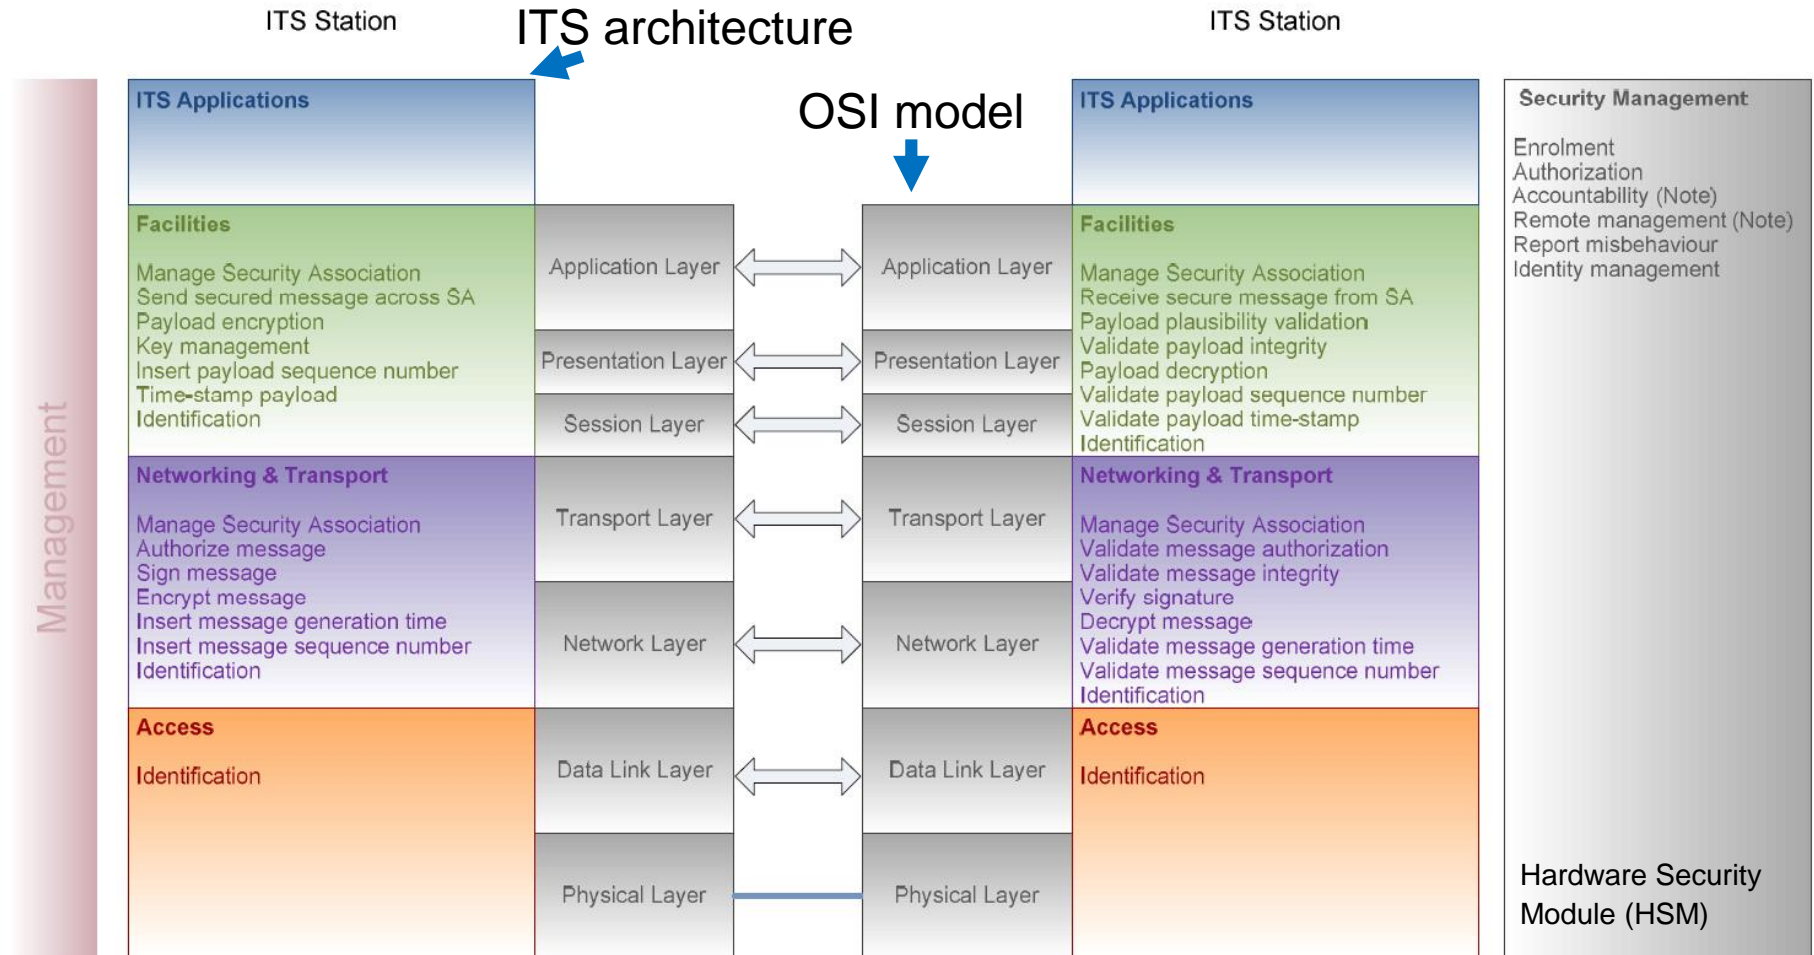 ITS Station
ITS architecture
ITS Station
OSI model
Management
ITS Applications
Facilities
Manage Security Association
Send secured message across SA
Payload encryption
Key management
Insert payload sequence number
Time-stamp payload
Identification
Networking & Transport
Manage Security Association
Authorize message
Sign message
Encrypt message
Insert message generation time
Insert message sequence number
Identification
Access
Identification
Application Layer
Presentation Layer
Session Layer
Transport Layer
Network Layer
Data Link Layer
Physical Layer
Application Layer
Presentation Layer
Session Layer
Transport Layer
Network Layer
Data Link Layer
Physical Layer
ITS Applications
Facilities
Manage Security Association
Receive secure message from SA
Payload plausibility validation
Validate payload integrity
Payload decryption
Validate payload sequence number
Validate payload time-stamp
Identification
Networking & Transport
Manage Security Association
Validate message authorization
Validate message integrity
Verify signature
Decrypt message
Validate message generation time
Validate message sequence number
Identification
Access
Identification
Security Management
Enrolment
Authorization
Accountability (Note)
Remote management (Note)
Report misbehaviour
Identity management
Hardware Security
Module (HSM)